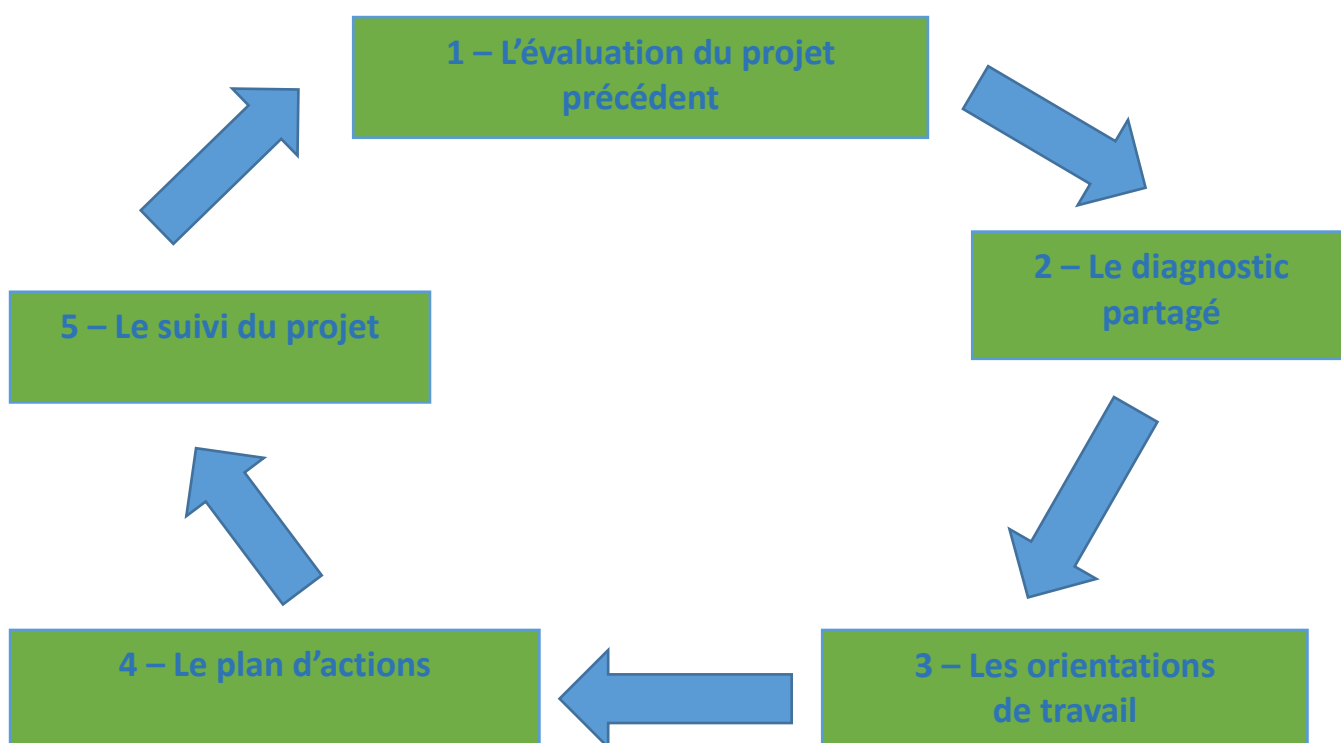 1 – L’évaluation du projet
précédent
2 – Le diagnostic
partagé
3 – Les orientations
de travail
4 – Le plan d’actions
5 – Le suivi du projet